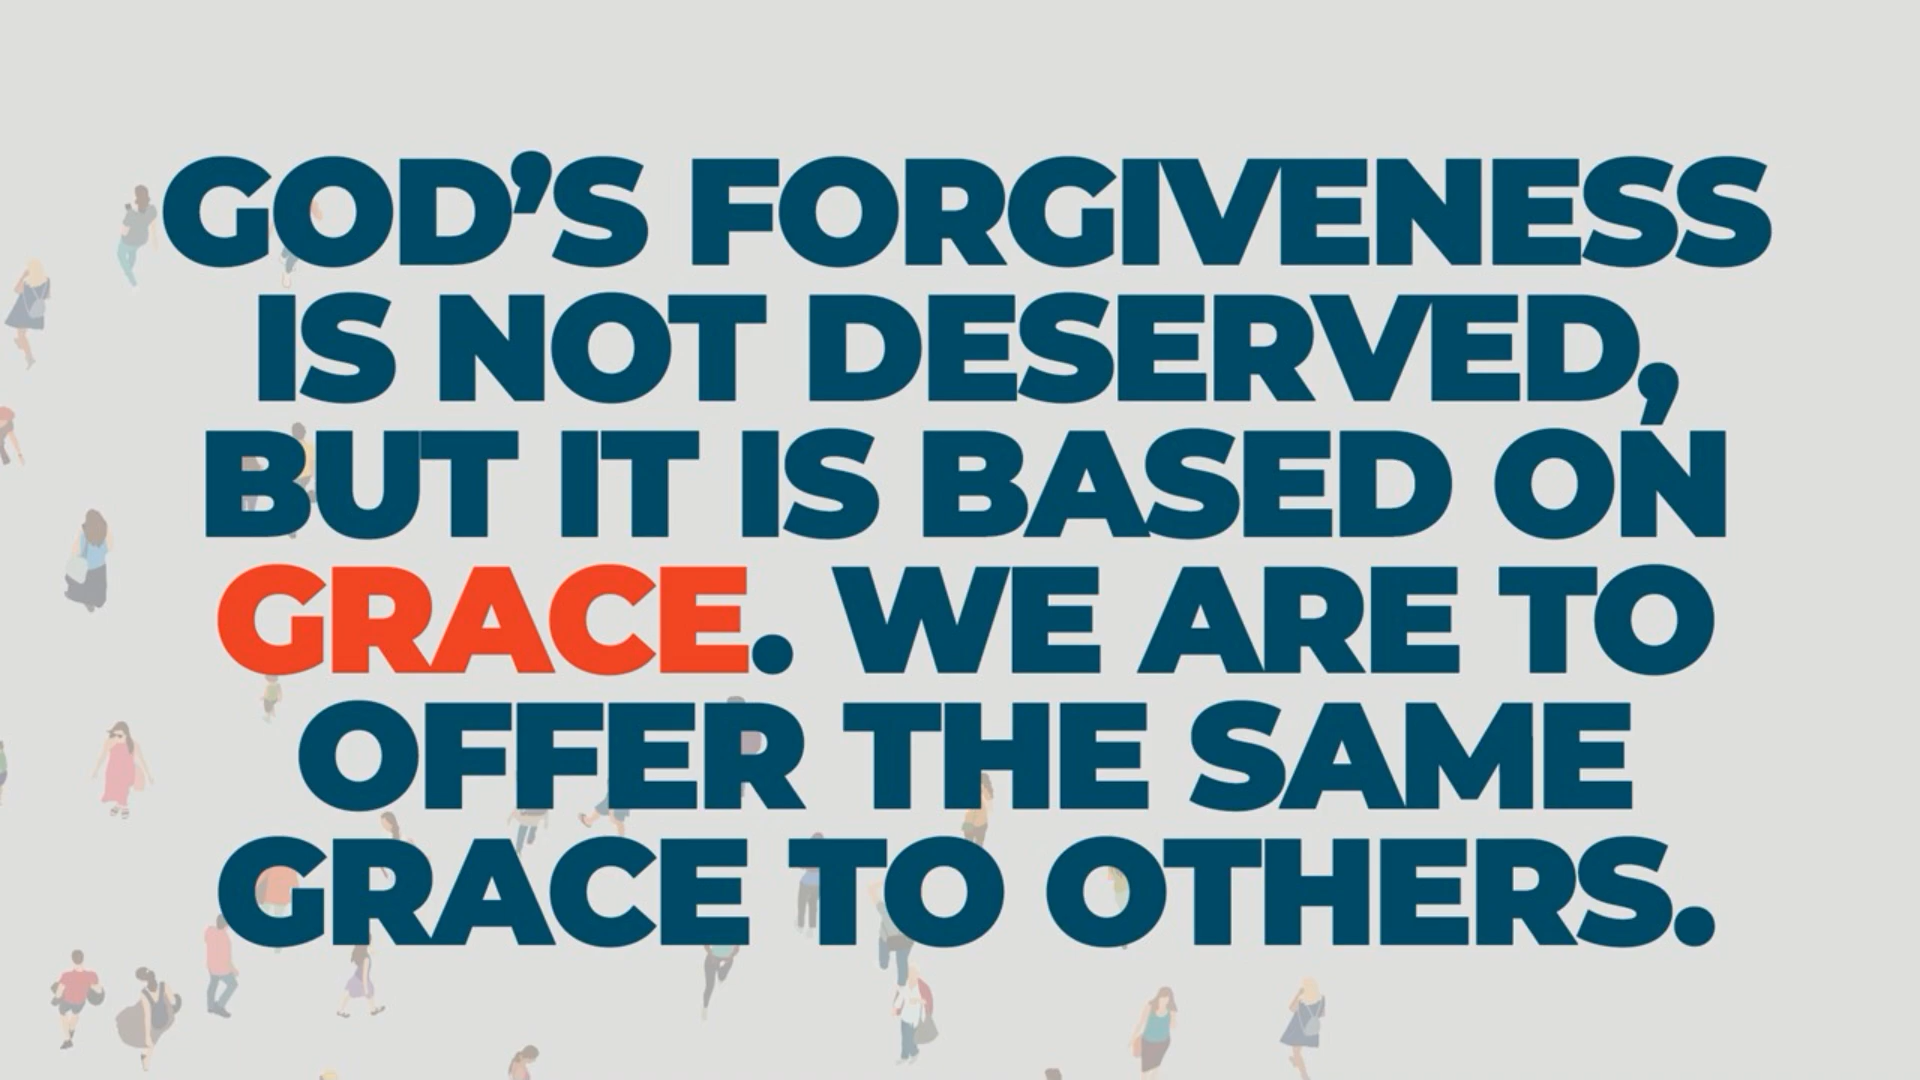 GOD’S FORGIVENESS
IS NOT DESERVED,
BUT IT IS BASED ON
GRACE. WE ARE TO
OFFER THE SAME
GRACE TO OTHERS.